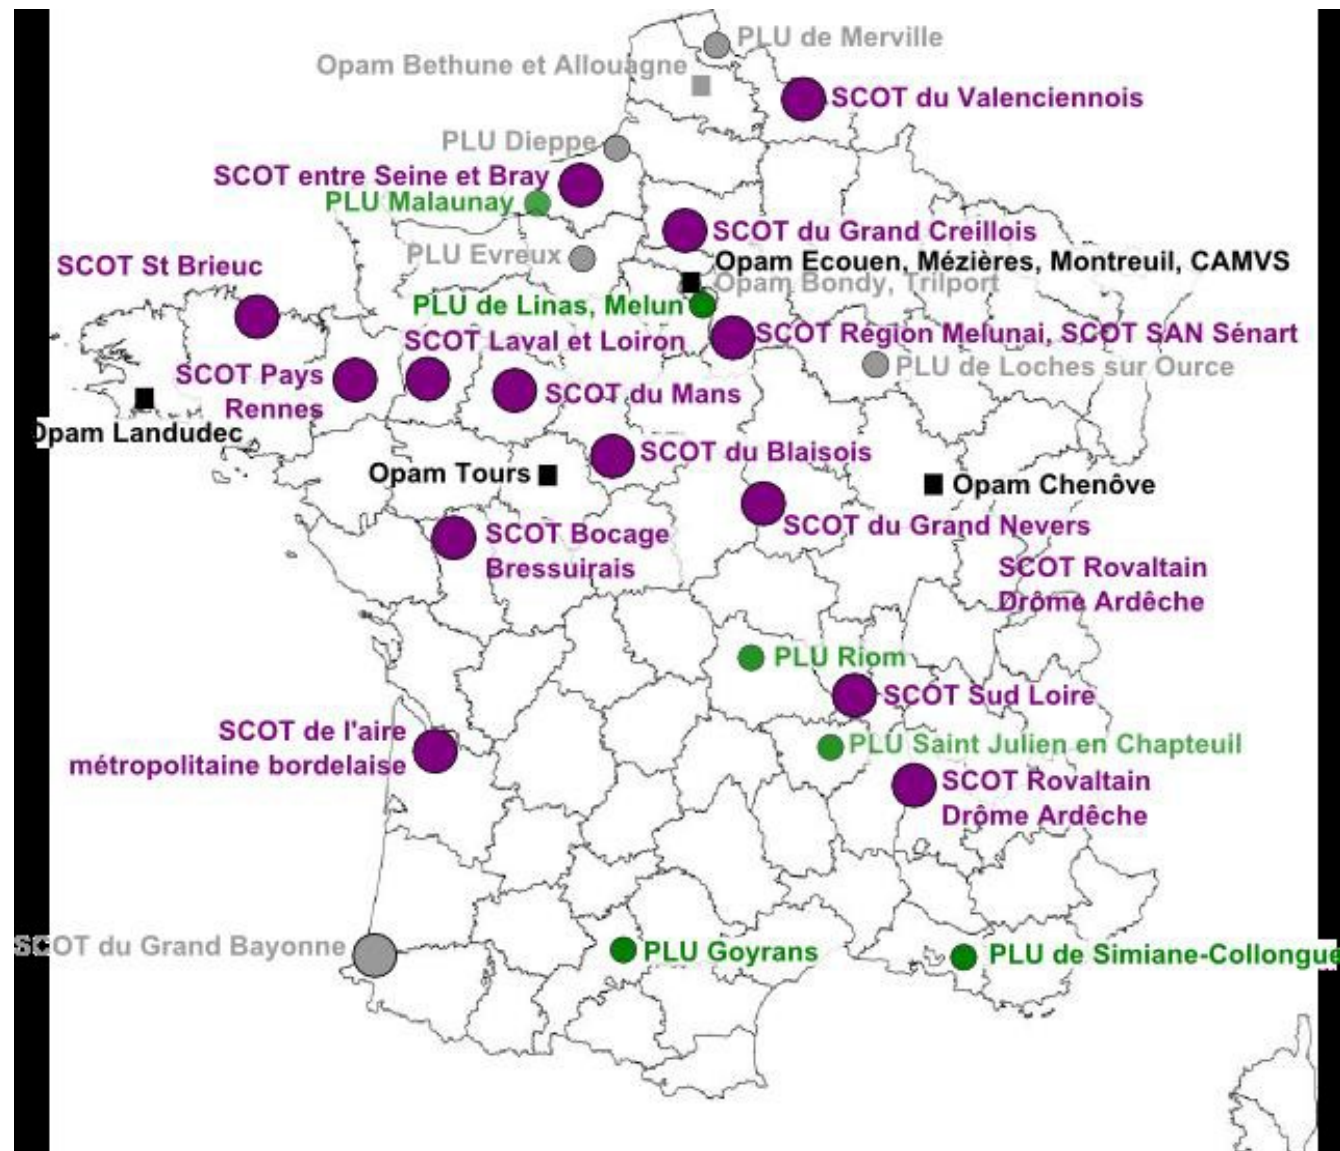 PLU de Merville
Opam Bethune et Allouagne
SCOT du Valenciennois
PLU Dieppe
SCOT entre Seine et Bray
PLU Malaunay
SCOT du Grand Creillois
PLU Evreux
Opam Ecouen, Mézières, Montreuil, CAMVS
SCOT St Brieuc
Opam Bondy, Trilport
PLU de Linas, Melun
SCOT Région Melunai, SCOT SAN Sénart
SCOT Laval et Loiron
PLU de Loches sur Ource
SCOT Pays
Rennes
SCOT du Mans
Opam Landudec
SCOT du Blaisois
Opam Tours
Opam Chenôve
SCOT du Grand Nevers
SCOT Bocage
Bressuirais
SCOT Rovaltain
Drôme Ardêche
PLU Riom
SCOT Sud Loire
SCOT de l'aire
métropolitaine bordelaise
PLU Saint Julien en Chapteuil
SCOT Rovaltain
Drôme Ardêche
SCOT du Grand Bayonne
PLU Goyrans
PLU de Simiane-Collongue